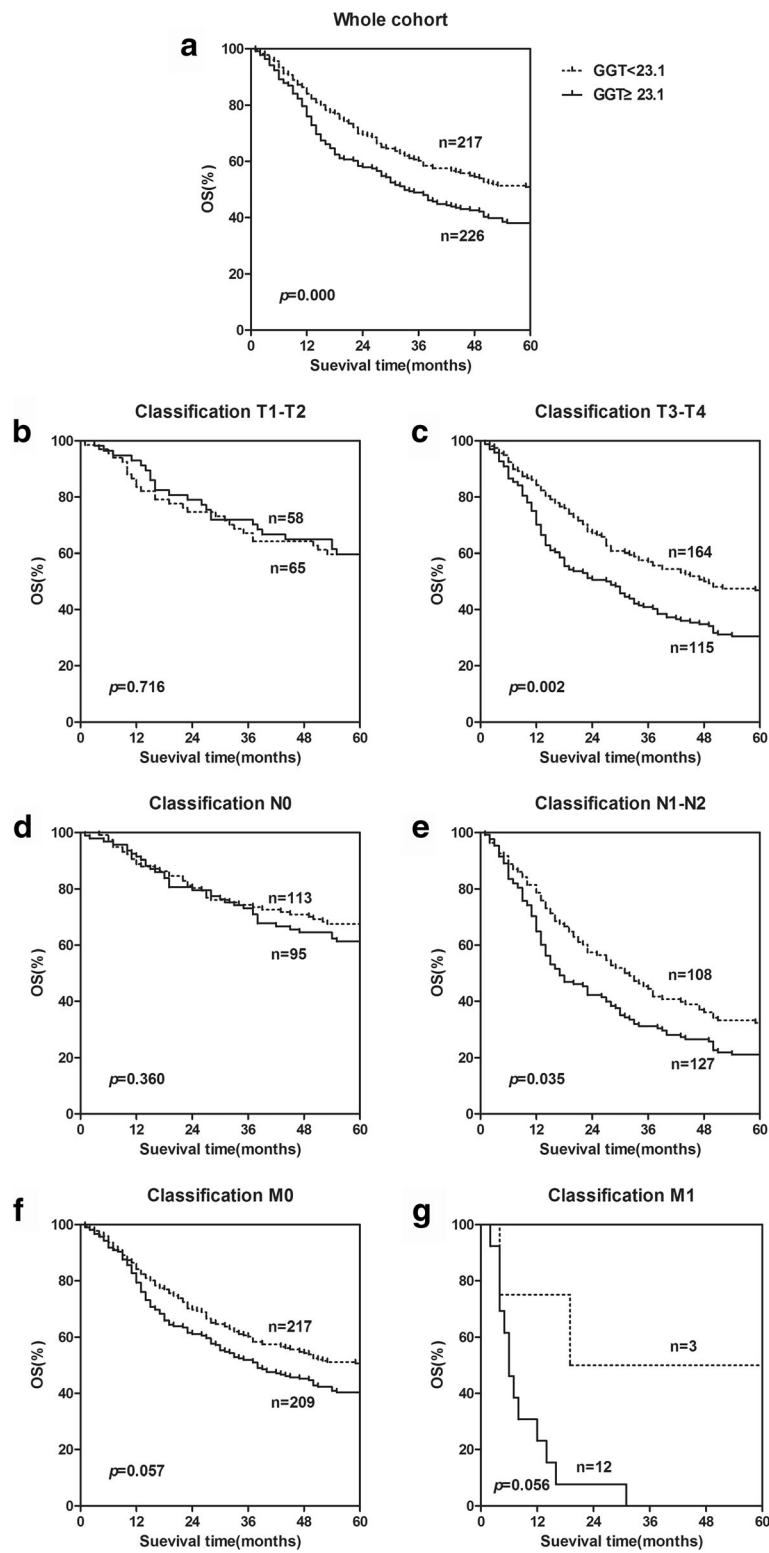 Whole cohort
a
GGT<23.1
GGT≥ 23.1
OS(%)
100
80
60
40
20
0
n=217
n=226
p=0.000
0 12 24 36 48 60
Suevival time(months)
b
Classification T1-T2
OS(%)
100
80
60
40
20
0
n=58
n=65
p=0.716
0 12 24 36 48 60
Suevival time(months)
c
Classification T3-T4
OS(%)
100
80
60
40
20
0
n=164
n=115
p=0.002
0 12 24 36 48 60
Suevival time(months)
d
Classification N0
OS(%)
100
80
60
40
20
0
n=113
n=95
p=0.360
0 12 24 36 48 60
Suevival time(months)
e
Classification N1-N2
OS(%)
100
80
60
40
20
0
n=108
n=127
p=0.035
0 12 24 36 48 60
Suevival time(months)
f
Classification M0
OS(%)
100
80
60
40
20
0
n=217
n=209
p=0.057
0 12 24 36 48 60
Suevival time(months)
g
Classification M1
OS(%)
100
80
60
40
20
0
n=3
n=12
p=0.056
0 12 24 36 48 60
Suevival time(months)